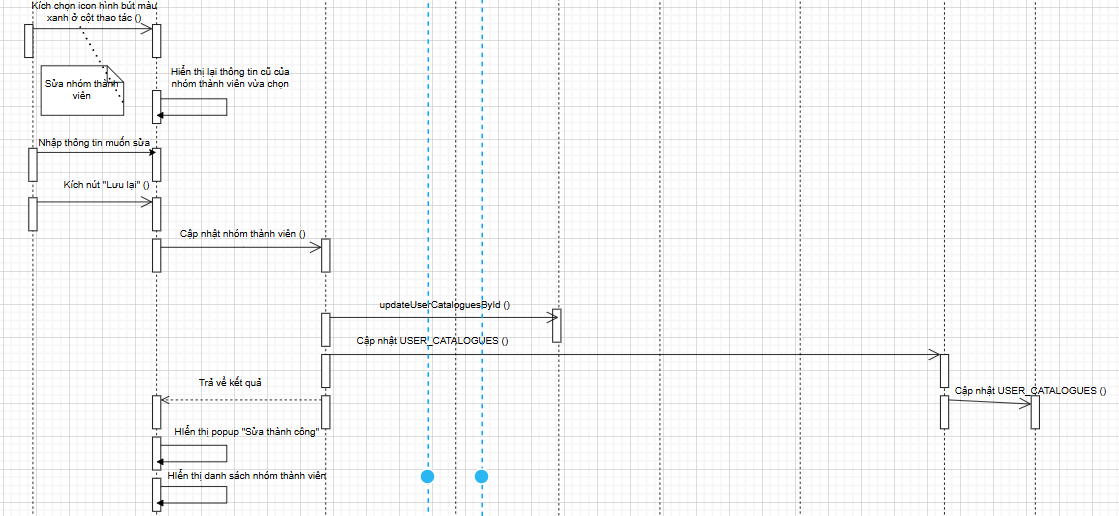 Kích chọn icon hình bút màu
xanh ở cột thao tác ()
Sửa nhóm thành
viên
Hiển thị lại thông tin cũ của
nhóm thành viên vừa chọn
Nhập thông tin muốn sửa
Kích nút "Lưu lại" ()
Cập nhật nhóm thành viên ()
updateUserCataloguesById ()
Cập nhật USER_CATALOGUES ()
Trả về kết quả
Cập nhật USER_CATALOGUES ()
Hiển thị popup "Sửa thành công"
Hiển thị danh sách nhóm thành viên